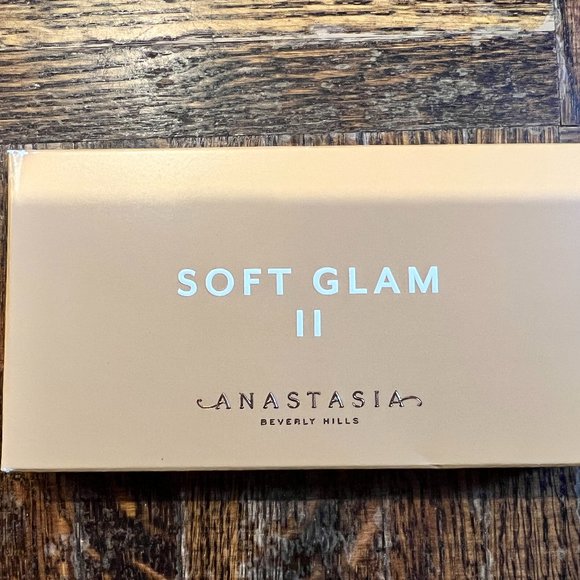 SOFT GLAM
II
ANASTASIA
BEVERLY HILLS